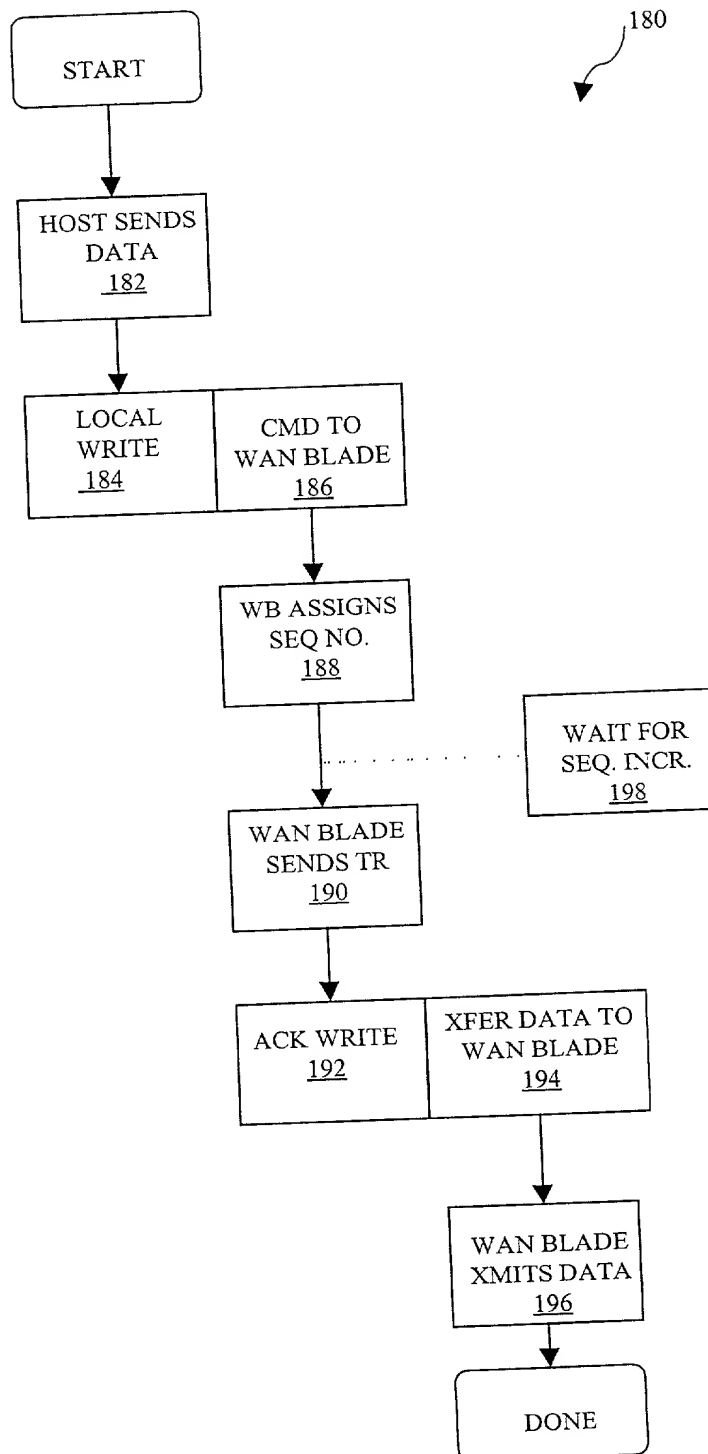 180
START
HOST SENDS
DATA
182
LOCAL
WRITE
184
CMD TO
WAN BLADE
186
WB ASSIGNS
SEQ NO.
188
WAIT FOR
SEQ. INCR.
198
WAN BLADE
SENDS TR
190
ACK WRITE
192
XFER DATA TO
WAN BLADE
194
WAN BLADE
XMITS DATA
196
DONE